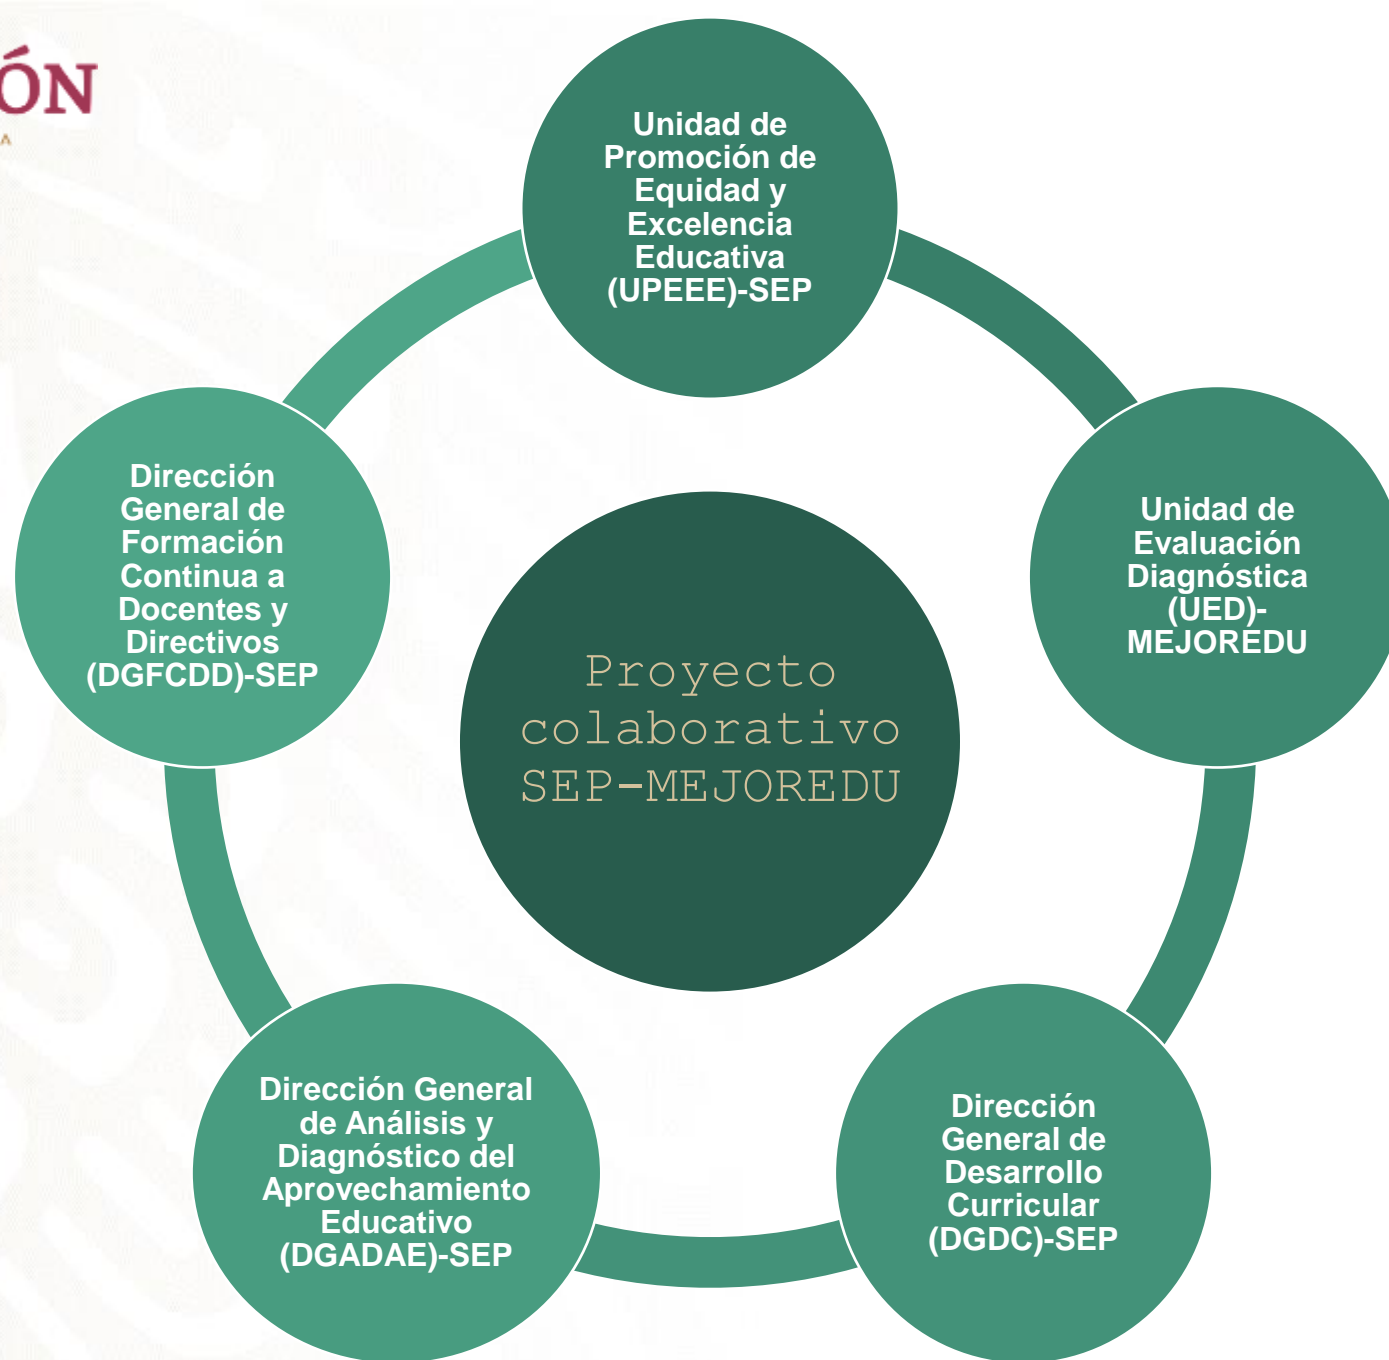 ÓN
A
Unidad de
Promoción de
Equidad y
Excelencia
Educativa
(UPEEE)-SEP
Unidad de
Evaluación
Diagnóstica
(UED)-
MEJOREDU
Dirección
General de
Desarrollo
Curricular
(DGDC)-SEP
Dirección General
de Análisis y
Diagnóstico del
Aprovechamiento
Educativo
(DGADAE)-SEP
Dirección
General de
Formación
Continua a
Docentes y
Directivos
(DGFCDD)-SEP
Proyecto
colaborativo
SEP-MEJOREDU